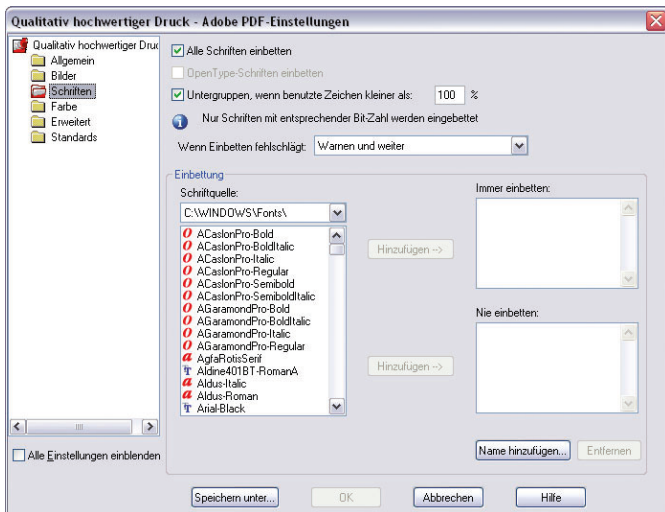 Qualitativ hochwertiger Druck - Adobe PDF-Einstellungen
Qualitativ hochwertiger Druc
Allgemein
Bilder
Schriften
Farbe
Erweitert
Standards
Alle Einstellungen einblenden
Alle Schriften einbetten
OpenType-Schriften einbetten
Untergruppen, wenn benutzte Zeichen kleiner als: 100 %
Nur Schriften mit entsprechender Bit-Zahl werden eingebettet
Wenn Einbetten fehlschlägt: Warnen und weiter
Einbettung
Schriftquelle:
C:\WINDOWS\Fonts\
ACaslonPro-Bold
ACaslonPro-BoldItalic
ACaslonPro-Italic
ACaslonPro-Regular
ACaslonPro-Semibold
ACaslonPro-SemiboldItalic
AGaramondPro-Bold
AGaramondPro-BoldItalic
AGaramondPro-Italic
AGaramondPro-Regular
AgfaRotisSerif
Aldine401BT-RomanA
Aldus-Italic
Aldus-Roman
Arial-Black
Hinzufügen -->
Hinzufügen -->
Immer einbetten:
Nie einbetten:
Name hinzufügen... Entfernen
Speichern unter... OK Abbrechen Hilfe